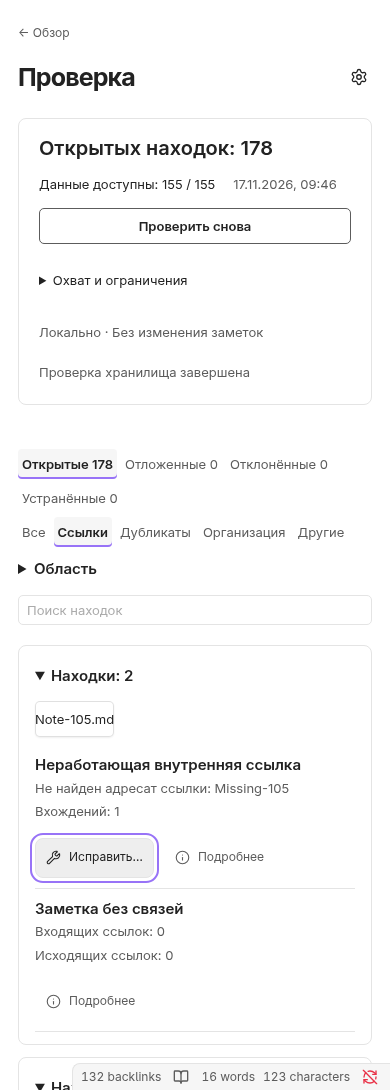 ← Обзор
Проверка
Открытых находок: 178
Данные доступны: 155 / 155 17.11.2026, 09:46
Проверить снова
Охват и ограничения
Локально · Без изменения заметок
Проверка хранилища завершена
Открытые 178 Отложенные 0 Отклонённые 0
Устранённые 0
Все Ссылки Дубликаты Организация Другие
Область
Поиск находок
Находки: 2
Note-105.md
Неработающая внутренняя ссылка
Не найден адресат ссылки: Missing-105
Вхождений: 1
Исправить... Подробнее
Заметка без связей
Входящих ссылок: 0
Исходящих ссылок: 0
Подробнее
132 backlinks 16 words 123 characters